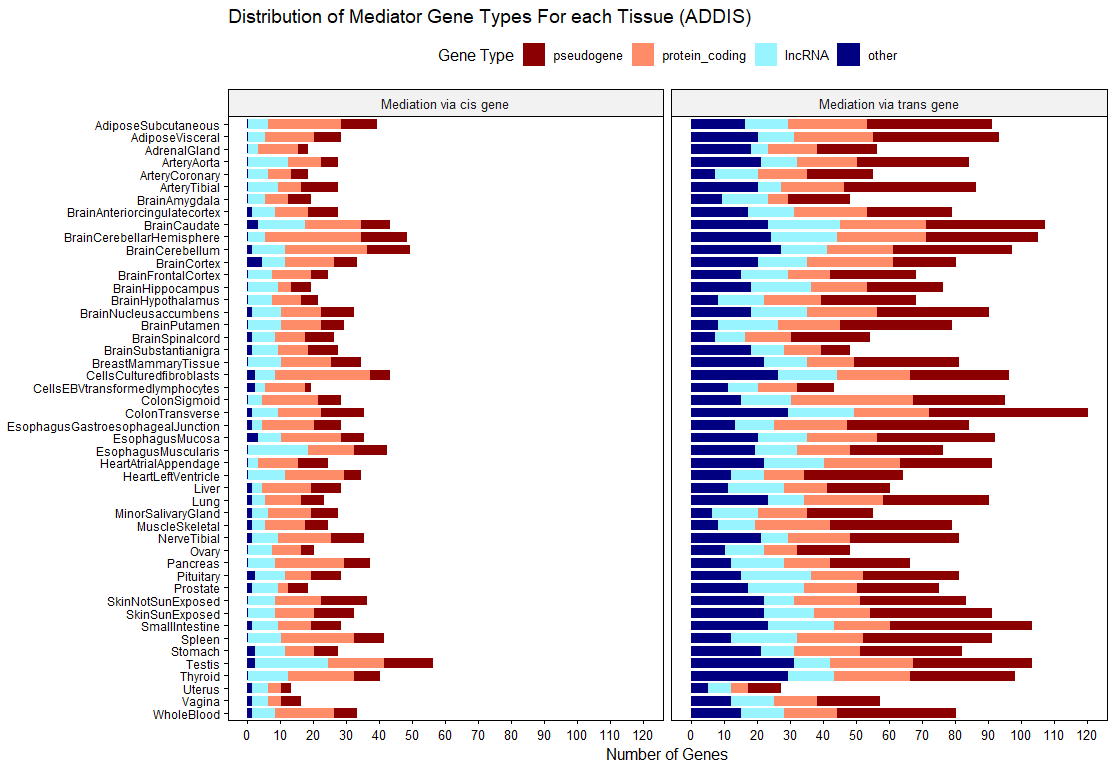 Distribution of Mediator Gene Types For each Tissue (ADDIS)
Gene Type pseudogene protein_coding lncRNA other
Mediation via cis gene Mediation via trans gene
AdiposeSubcutaneous
AdiposeVisceral
AdrenalGland
ArteryAorta
ArteryCoronary
ArteryTibial
BrainAmygdala
BrainAnteriorcingulatecortex
BrainCaudate
BrainCerebellarHemisphere
BrainCerebellum
BrainCortex
BrainFrontalCortex
BrainHippocampus
BrainHypothalamus
BrainNucleusaccumbens
BrainPutamen
BrainSpinalcord
BrainSubstantianigra
BreastMammaryTissue
CellsCulturedfibroblasts
CellsEBVtransformedlymphocytes
ColonSigmoid
ColonTransverse
EsophagusGastroesophagealJunction
EsophagusMucosa
EsophagusMuscularis
HeartAtrialAppendage
HeartLeftVentricle
Liver
Lung
MinorSalivaryGland
MuscleSkeletal
NerveTibial
Ovary
Pancreas
Pituitary
Prostate
SkinNotSunExposed
SkinSunExposed
SmallIntestine
Spleen
Stomach
Testis
Thyroid
Uterus
Vagina
WholeBlood
0 10 20 30 40 50 60 70 80 90 100 110 120 0 10 20 30 40 50 60 70 80 90 100 110 120
Number of Genes